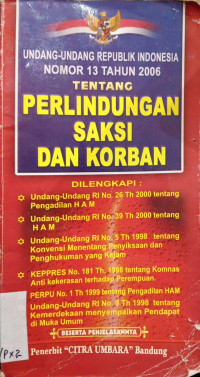 UNDANG-UNDANG REPUBLIK INDONESIA
NOMOR 13 TAHUN 2006
TENTANG
PERLINDUNGAN
SAKSI
DAN KORBAN
DILENGKAPI :
Undang-Undang RI No. 26 Th 2000 tentang
Pengadilan H A M
Undang-Undang RI No. 39 Th 2000 tentang
H A M
Undang-Undang RI No. 5 Th 1998 tentang
Konvensi Menentang Penyiksaan dan
Penghukuman yang Kejam
KEPPRES No. 181 Th. 1998 tentang Komnas
Anti kekerasan terhadap Perempuan.
PERPU No. 1 Th 1999 tentang Pengadilan HAM
Undang-Undang RI No. 9 Th 1998 tentang
Kemerdekaan menyampaikan Pendapat
di Muka Umum
BESERTA PENJELASANNYA
Penerbit "CITRA UMBARA" Bandung